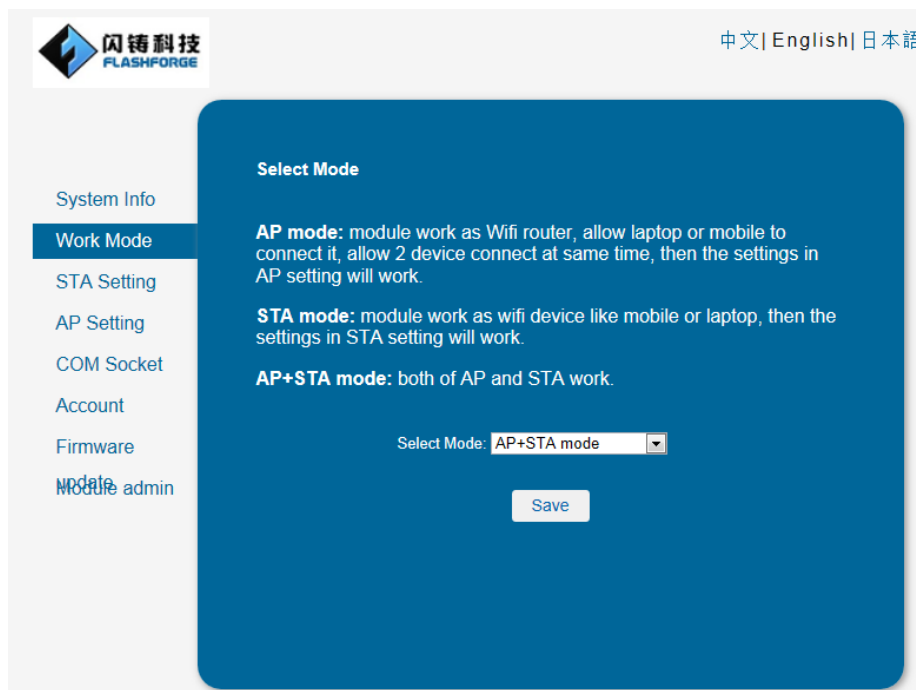 闪铸科技
FLASHFORGE
中文| English| 日本語
System Info
Work Mode
STA Setting
AP Setting
COM Socket
Account
Firmware
update
Module admin
Select Mode
AP mode: module work as Wifi router, allow laptop or mobile to
connect it, allow 2 device connect at same time, then the settings in
AP setting will work.
STA mode: module work as wifi device like mobile or laptop, then the
settings in STA setting will work.
AP+STA mode: both of AP and STA work.
Select Mode: AP+STA mode
Save